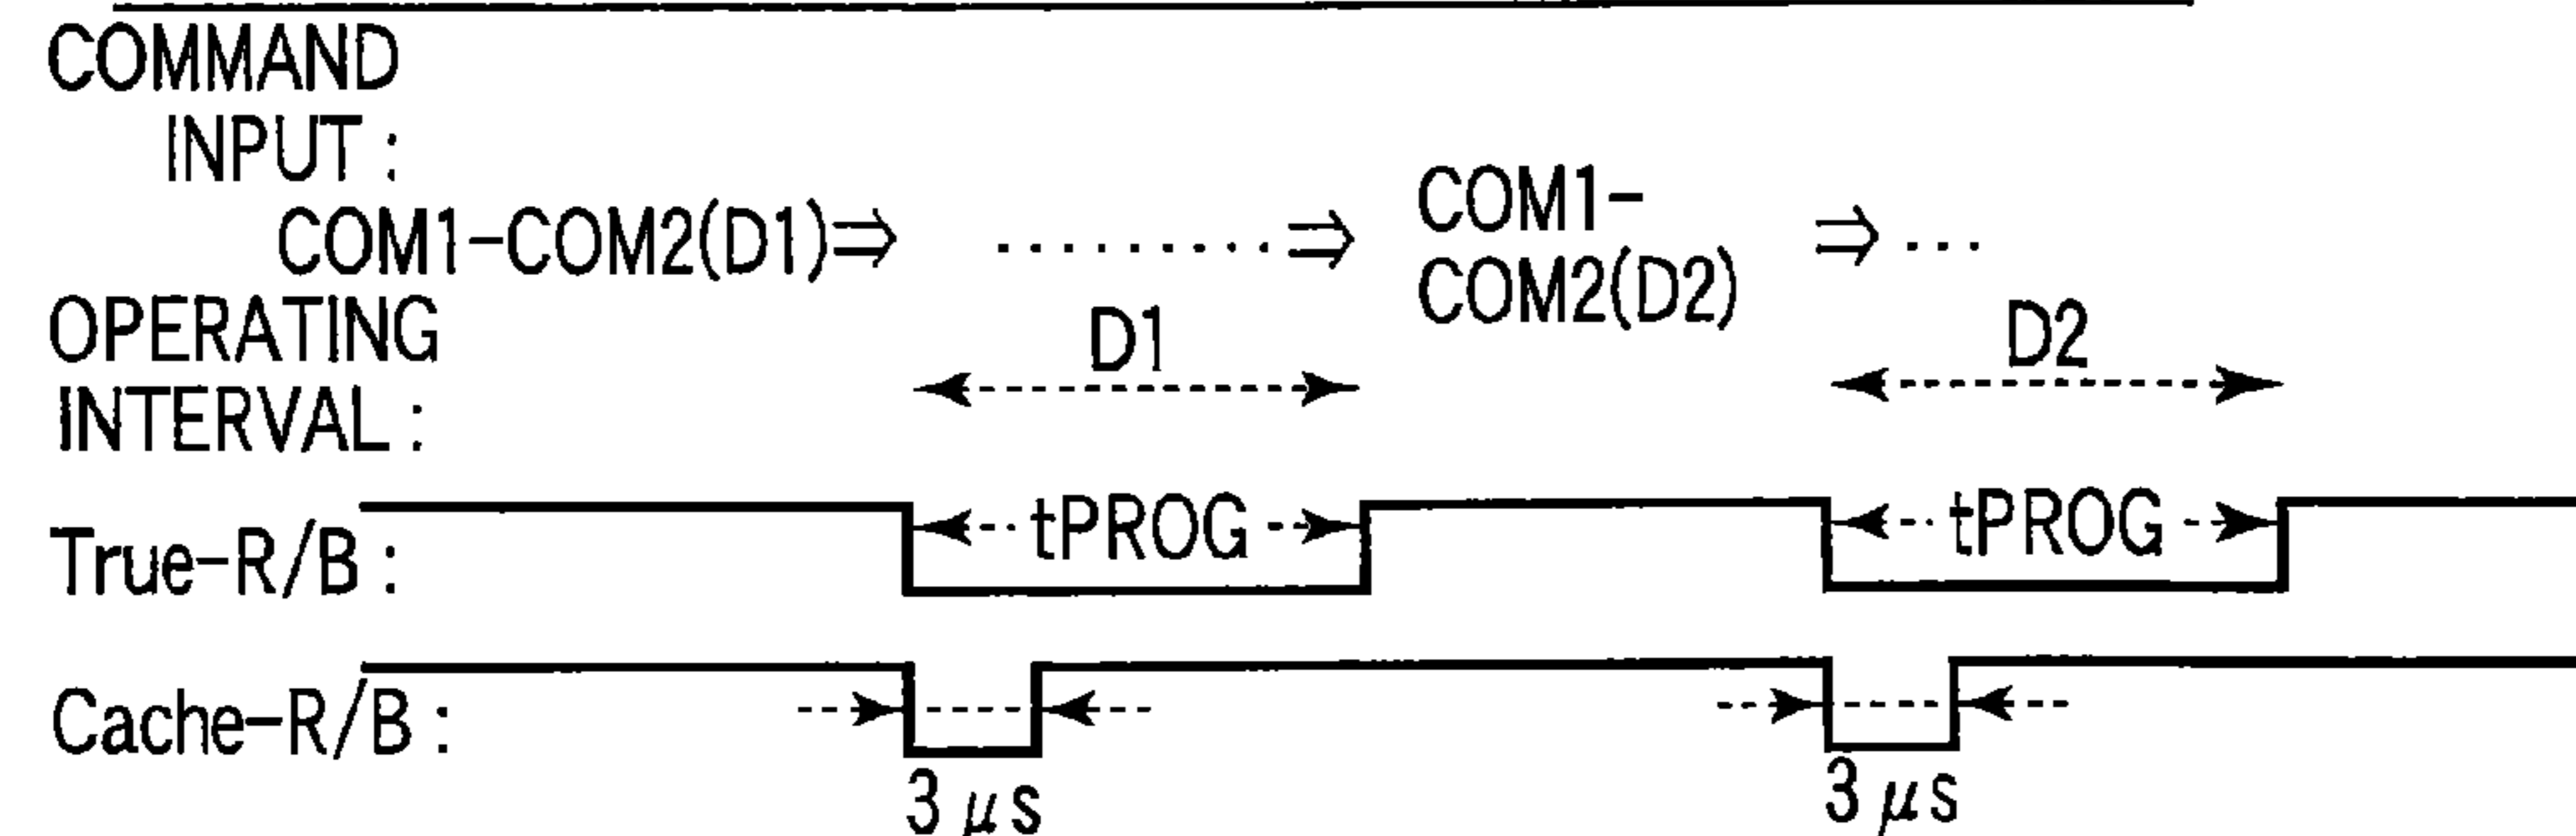 COMMAND
INPUT :
COM1-COM2(D1)⇒ ......... ⇒ COM1-
COM2(D2) ⇒ ...
OPERATING
INTERVAL :
D1
D2
True-R/B :
tPROG
tPROG
Cache-R/B :
3 μs
3 μs